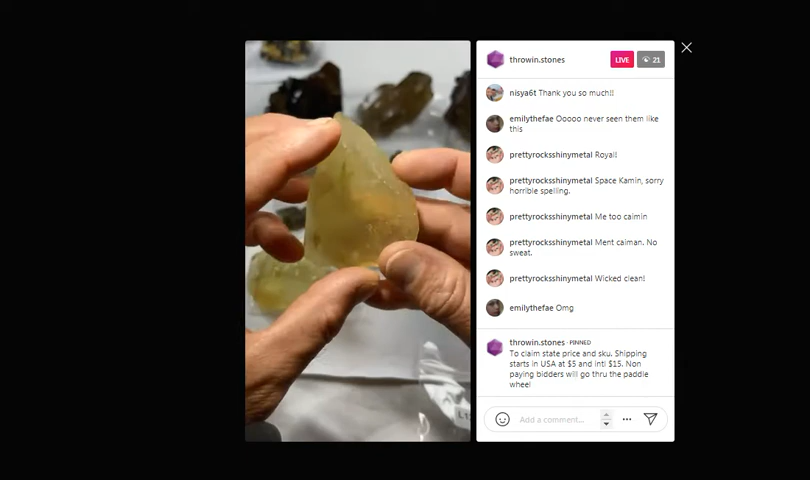 throwin.stones
LIVE
21
nisya6t Thank you so much!!
emilythefae Ooooo never seen them like
this
prettyrocksshinymetal Royal!
prettyrocksshinymetal Space Kamin, sorry
horrible spelling.
prettyrocksshinymetal Me too caimin
prettyrocksshinymetal Ment caiman. No
sweat.
prettyrocksshinymetal Wicked clean!
emilythefae Omg
throwin.stones · PINNED
To claim state price and sku. Shipping
starts in USA at $5 and intl $15. Non
paying bidders will go thru the paddle
wheel
Add a comment...